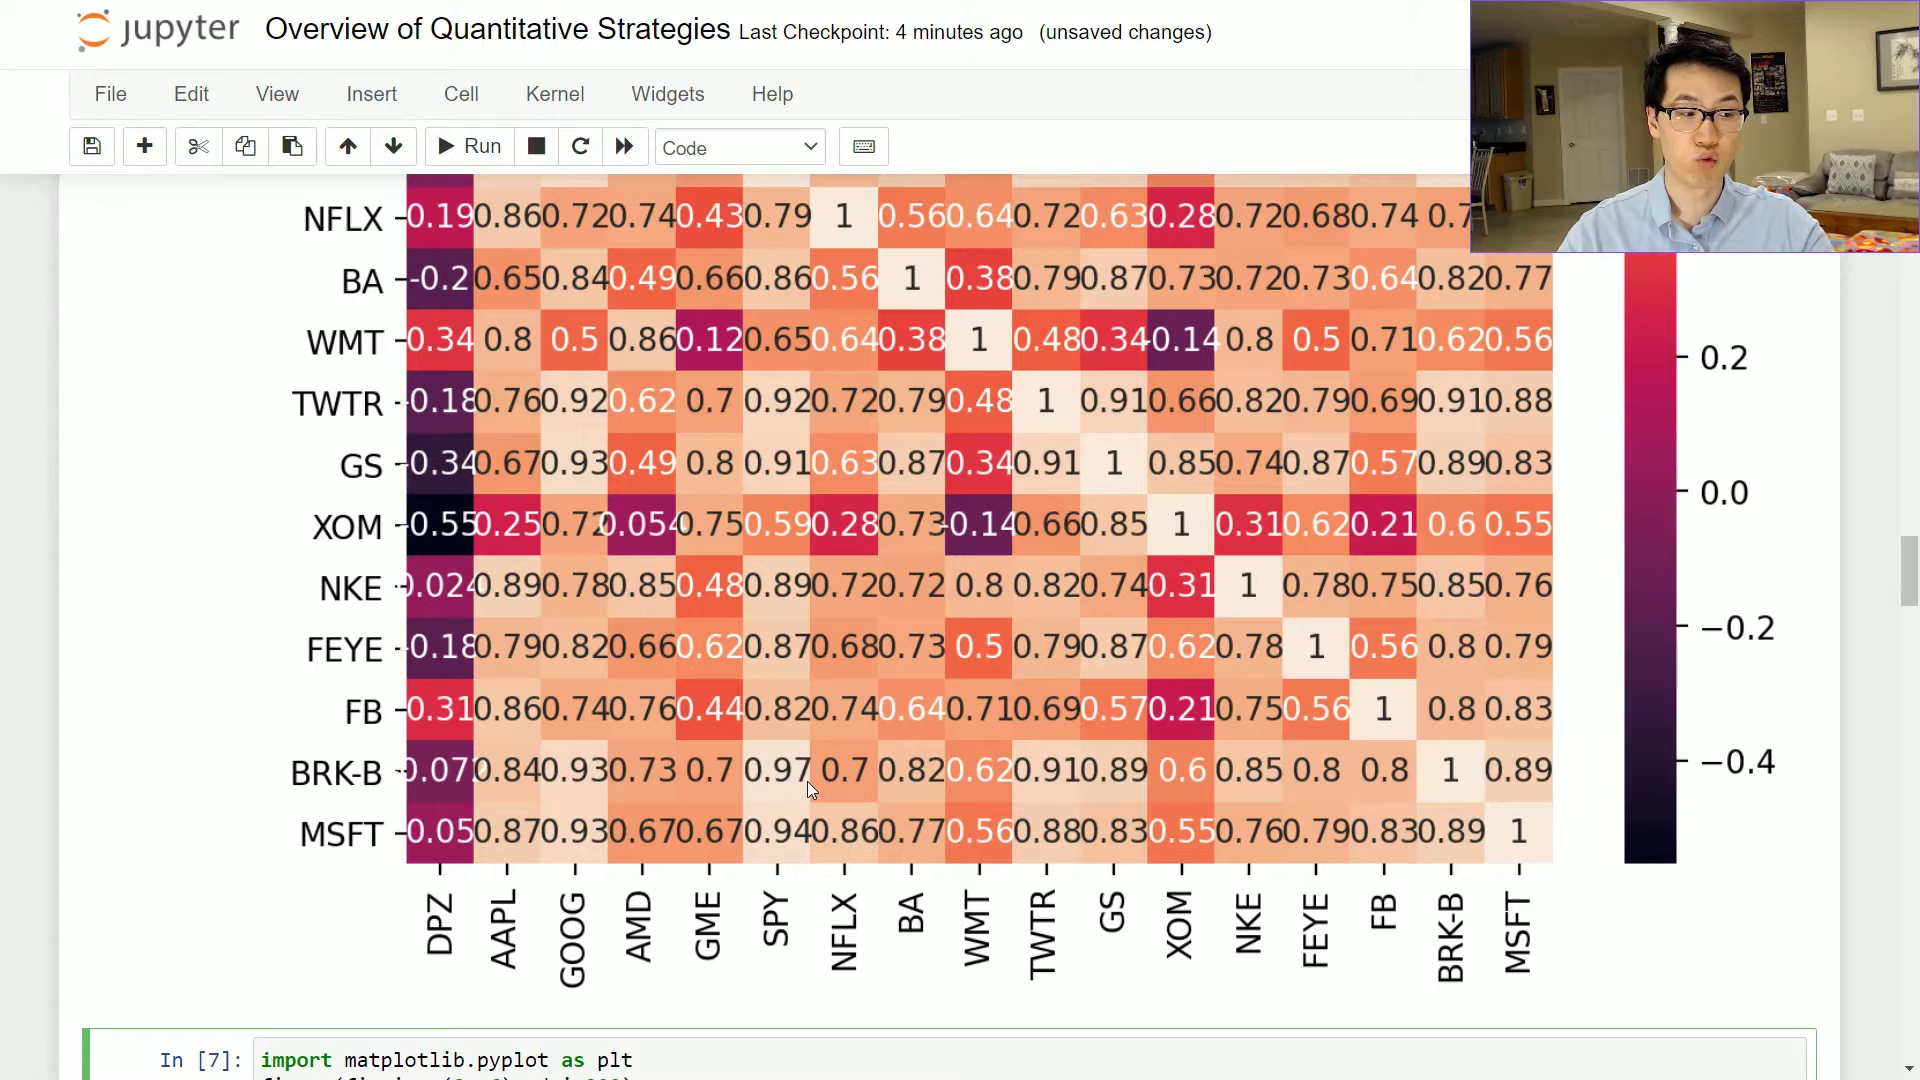 jupyter Overview of Quantitative Strategies Last Checkpoint: 4 minutes ago (unsaved changes)
File Edit View Insert Cell Kernel Widgets Help
Run Code
NFLX 0.19 0.86 0.72 0.74 0.43 0.79 1 0.56 0.64 0.72 0.63 0.28 0.72 0.68 0.74 0.7
BA -0.2 0.65 0.84 0.49 0.66 0.86 0.56 1 0.38 0.79 0.87 0.73 0.72 0.73 0.64 0.82 0.77
WMT 0.34 0.8 0.5 0.86 0.12 0.65 0.64 0.38 1 0.48 0.34 -0.14 0.8 0.5 0.71 0.62 0.56
0.2
TWTR -0.18 0.76 0.92 0.62 0.7 0.92 0.72 0.79 0.48 1 0.91 0.66 0.82 0.79 0.69 0.91 0.88
GS -0.34 0.67 0.93 0.49 0.8 0.91 0.63 0.87 0.34 0.91 1 0.85 0.74 0.87 0.57 0.89 0.83
0.0
XOM -0.55 0.25 0.72 0.054 0.75 0.59 0.28 0.73 -0.14 0.66 0.85 1 0.31 0.62 0.21 0.6 0.55
NKE 0.024 0.89 0.78 0.85 0.48 0.89 0.72 0.72 0.8 0.82 0.74 0.31 1 0.78 0.75 0.85 0.76
−0.2
FEYE -0.18 0.79 0.82 0.66 0.62 0.87 0.68 0.73 0.5 0.79 0.87 0.62 0.78 1 0.56 0.8 0.79
FB 0.31 0.86 0.74 0.76 0.44 0.82 0.74 0.64 0.71 0.69 0.57 0.21 0.75 0.56 1 0.8 0.83
−0.4
BRK-B 0.072 0.84 0.93 0.73 0.7 0.97 0.7 0.82 0.62 0.91 0.89 0.6 0.85 0.8 0.8 1 0.89
MSFT 0.05 0.87 0.93 0.67 0.67 0.94 0.86 0.77 0.56 0.88 0.83 0.55 0.76 0.79 0.83 0.89 1
DPZ AAPL GOOG AMD GME SPY NFLX BA WMT TWTR GS XOM NKE FEYE FB BRK-B MSFT
In [7]: import matplotlib.pyplot as plt